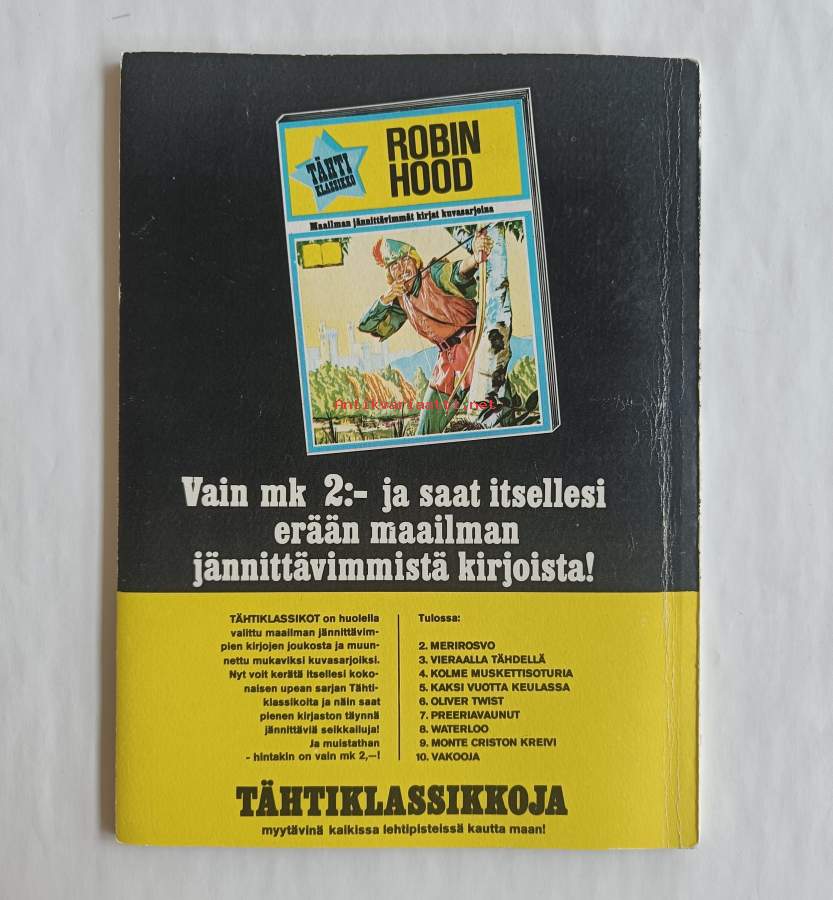 ROBIN
HOOD
TÄHTI
KLASSIKKO
Maailman jännittävimmät kirjat kuvasarjoina
Antikvariaatti.net
Vain mk 2:- ja saat itsellesi
erään maailman
jännittävimmistä kirjoista!
TÄHTIKLASSIKOT on huolella
valittu maailman jännittävim-
pien kirjojen joukosta ja muun-
nettu mukaviksi kuvasarjoiksi.
Nyt voit kerätä itsellesi koko-
naisen upean sarjan Tähti-
klassikoita ja näin saat
pienen kirjaston täynnä
jännittäviä seikkailuja!
Ja muistathan
- hintakin on vain mk 2,—!
Tulossa:
2. MERIROSVO
3. VIERAALLA TÄHDELLÄ
4. KOLME MUSKETTISOTURIA
5. KAKSI VUOTTA KEULASSA
6. OLIVER TWIST
7. PREERIAVAUNUT
8. WATERLOO
9. MONTE CRISTON KREIVI
10. VAKOOJA
TÄHTIKLASSIKKOJA
myytävinä kaikissa lehtipisteissä kautta maan!